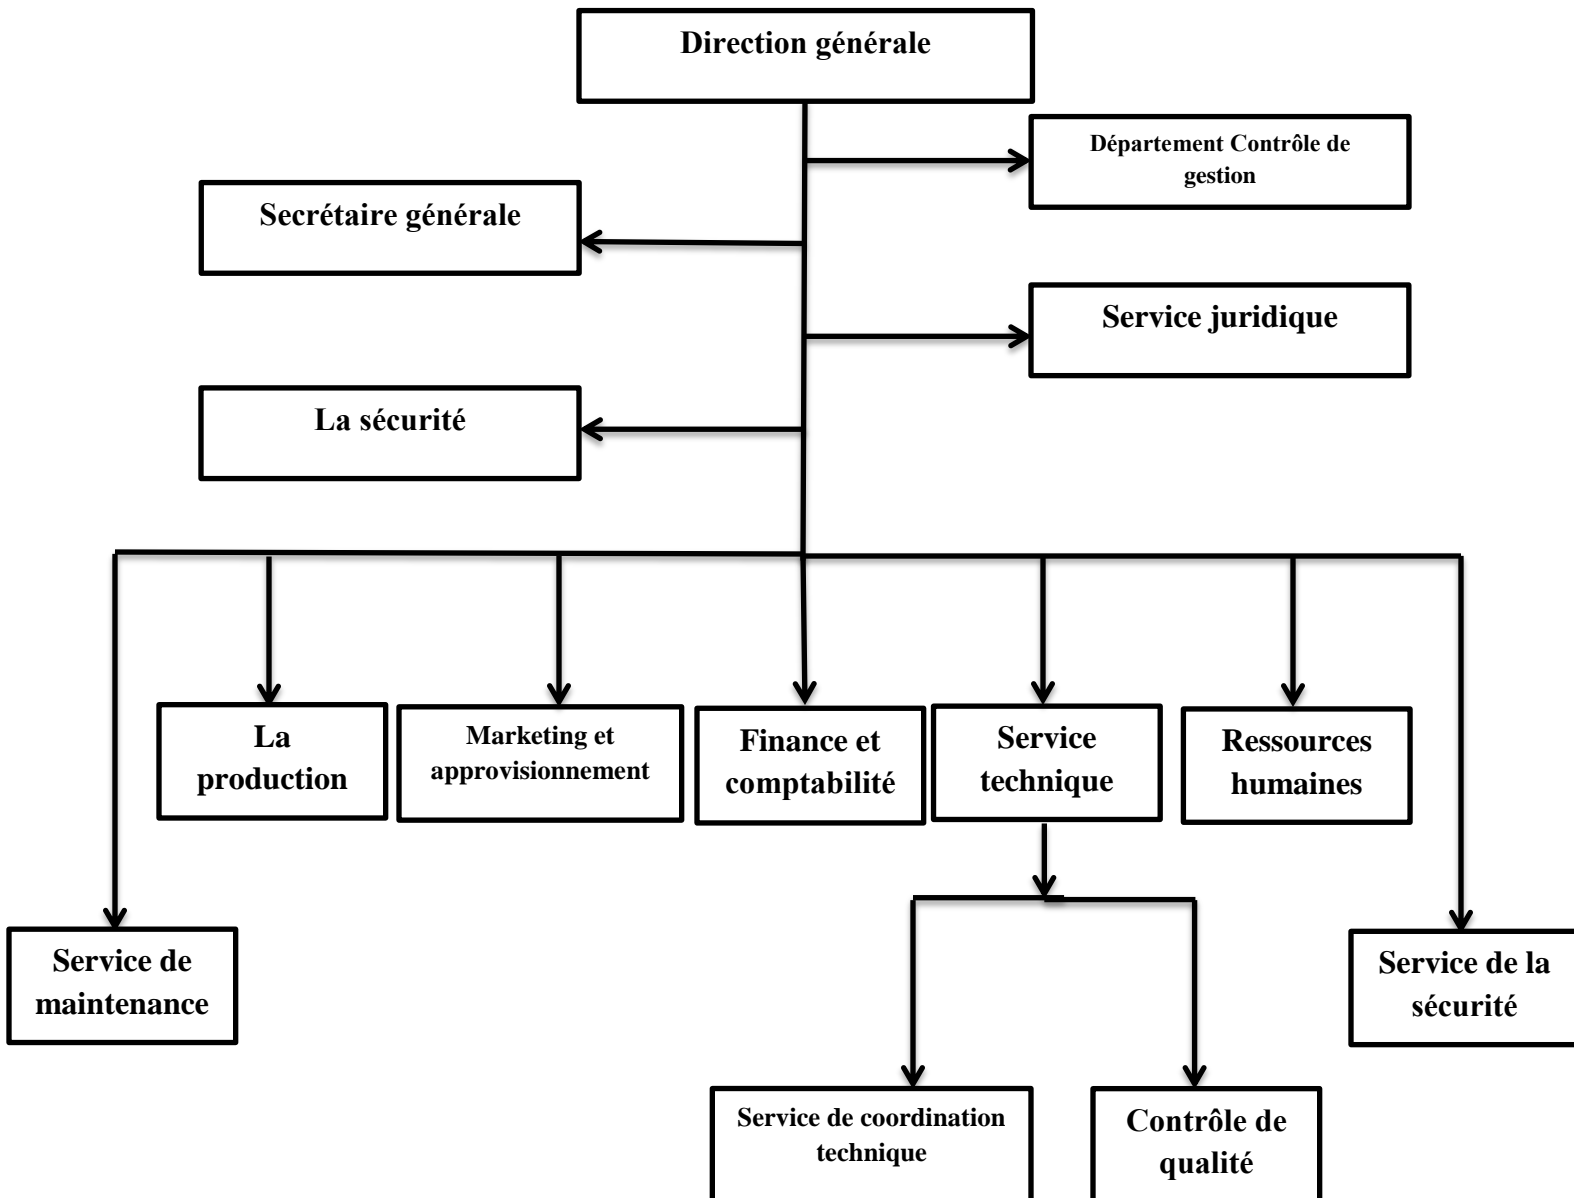 Direction générale
Département Contrôle de
gestion
Secrétaire générale
Service juridique
La sécurité
La
production
Marketing et
approvisionnement
Finance et
comptabilité
Service
technique
Ressources
humaines
Service de
maintenance
Service de la
sécurité
Service de coordination
technique
Contrôle de
qualité